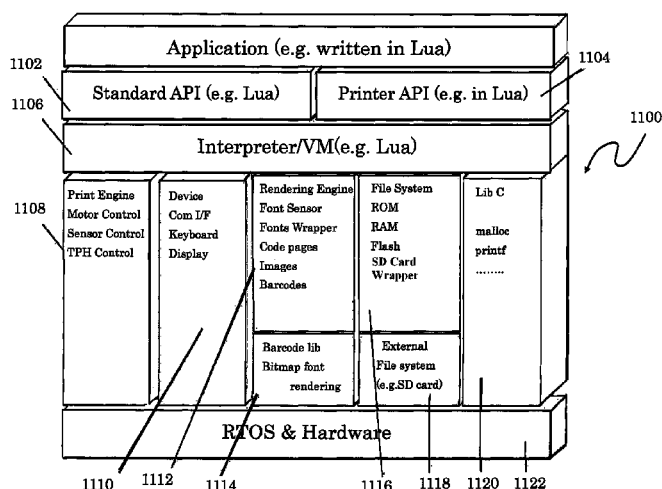 Application (e.g. written in Lua)
1102
1104
Standard API (e.g. Lua)
Printer API (e.g. in Lua)
1106
1100
Interpreter/VM(e.g. Lua)
1108
Print Engine
Motor Control
Sensor Control
TPH Control
Device
Com I/F
Keyboard
Display
Rendering Engine
Font Sensor
Fonts Wrapper
Code pages
Images
Barcodes
File System
ROM
RAM
Flash
SD Card
Wrapper
Lib C
malloc
printf
........
Barcode lib
Bitmap font
rendering
External
File system
(e.g.SD card)
RTOS & Hardware
1110
1112
1114
1116
1118
1120
1122